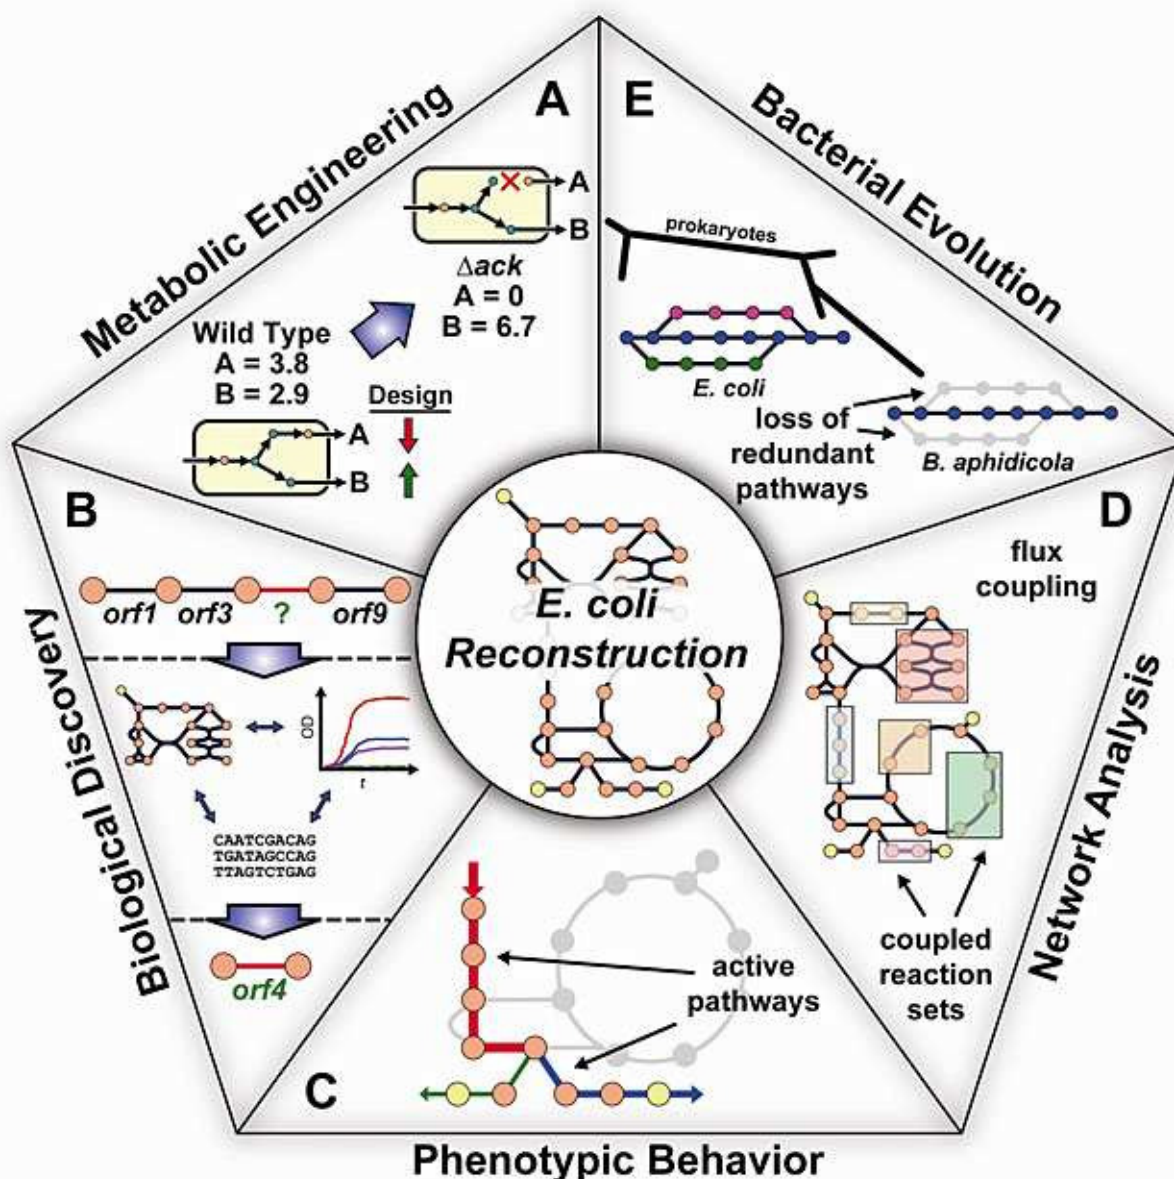 Metabolic Engineering
A
A
B
Δack
A = 0
B = 6.7
Wild Type
A = 3.8
B = 2.9
Design
A
B
E
Bacterial Evolution
prokaryotes
E. coli
loss of
redundant
pathways
B. aphidicola
B
Biological Discovery
orf1 orf3 ? orf9
OD
t
CAATCGACAG
TGATAGCCAG
TTAGTCTGAG
orf4
E. coli
Reconstruction
D
Network Analysis
flux
coupling
coupled
reaction
sets
C
active
pathways
Phenotypic Behavior